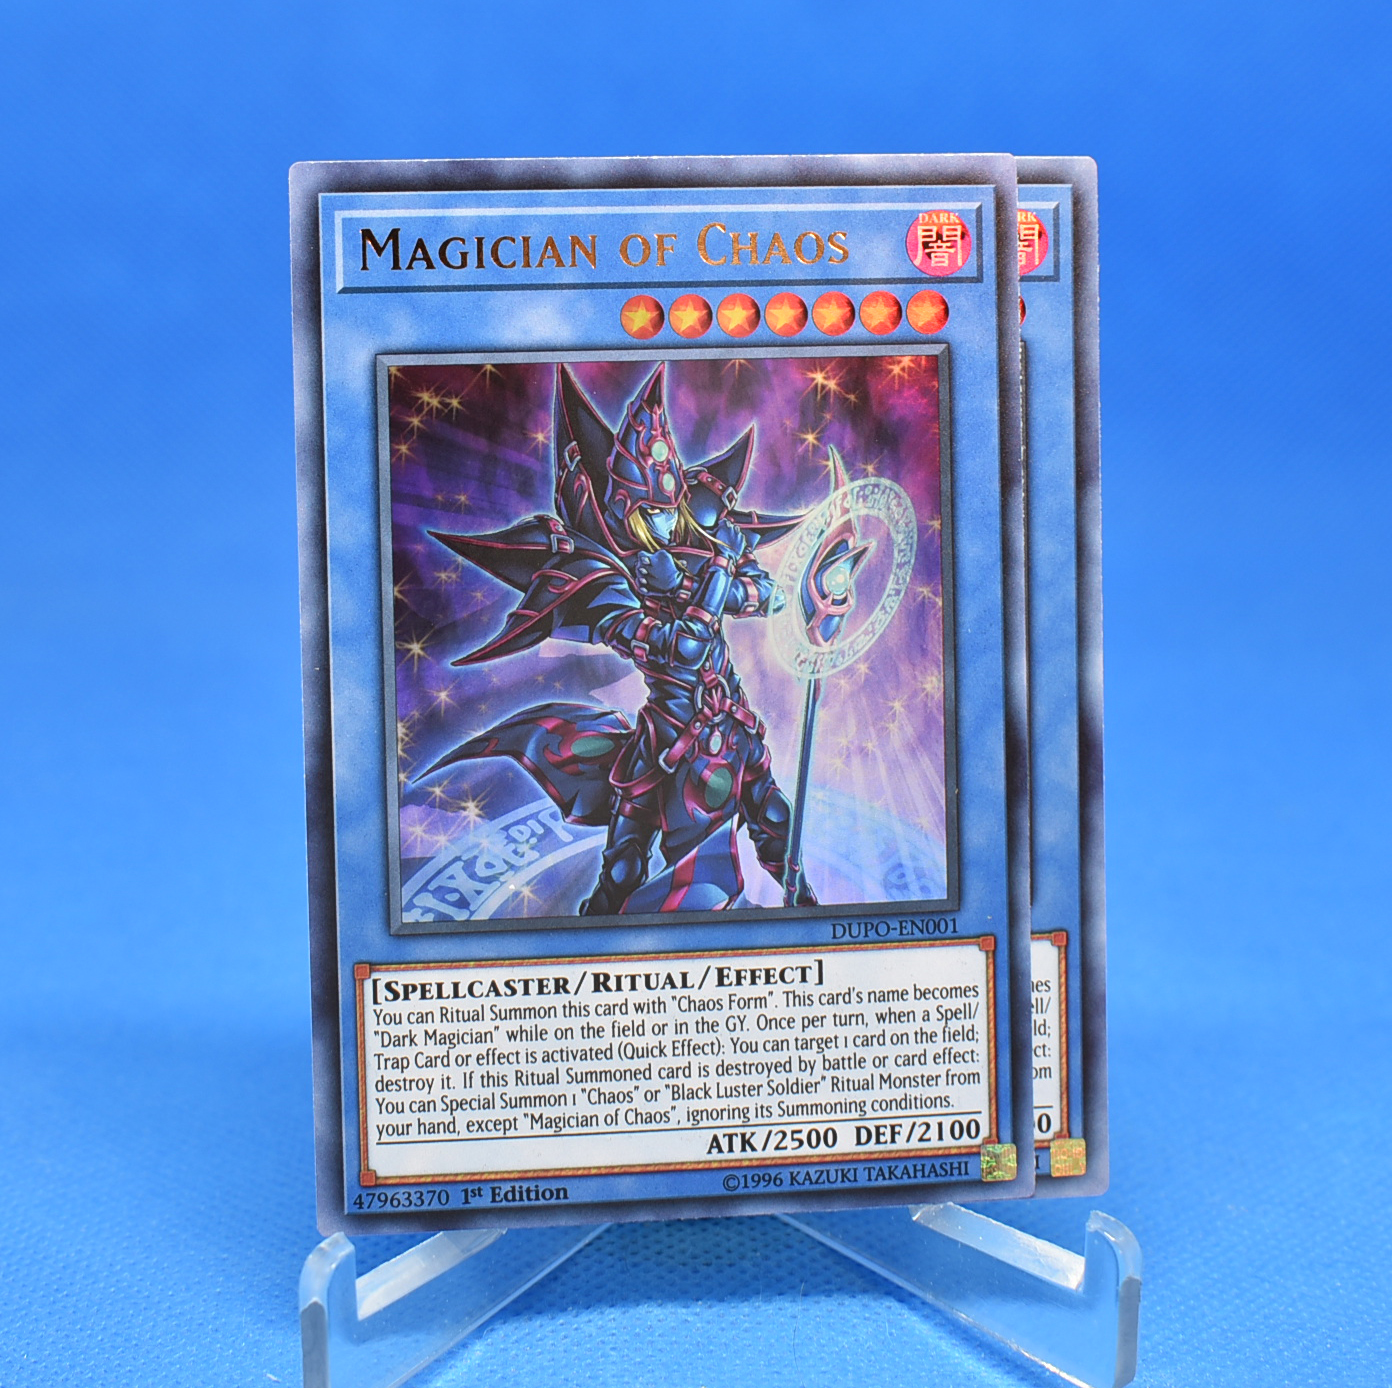 MAGICIAN OF CHAOS
DARK
闇
DUPO-EN001
[SPELLCASTER/RITUAL/EFFECT]
You can Ritual Summon this card with "Chaos Form". This card's name becomes
"Dark Magician" while on the field or in the GY. Once per turn, when a Spell/
Trap Card or effect is activated (Quick Effect): You can target 1 card on the field;
destroy it. If this Ritual Summoned card is destroyed by battle or card effect:
You can Special Summon 1 "Chaos" or "Black Luster Soldier" Ritual Monster from
your hand, except "Magician of Chaos", ignoring its Summoning conditions.
ATK/2500 DEF/2100
47963370 1st Edition
©1996 KAZUKI TAKAHASHI